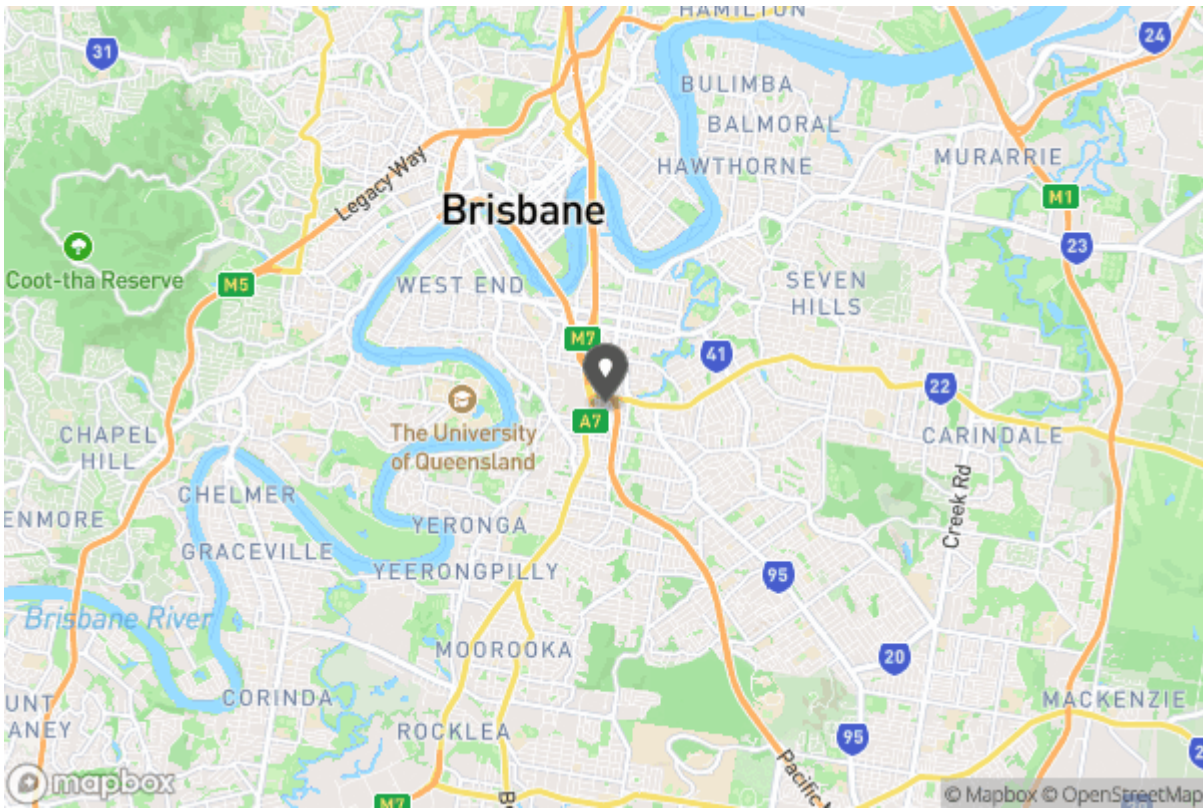 HAMILTON
31
24
BULIMBA
BALMORAL
Legacy Way
HAWTHORNE
MURARRIE
M1
Brisbane
23
Coot-tha Reserve
M5
WEST END
SEVEN
HILLS
M7
41
22
A7
The University
of Queensland
CHAPEL
HILL
CARINDALE
CHELMER
ENMORE
YERONGA
Creek Rd
GRACEVILLE
YEERONGPILLY
95
Brisbane River
MOOROOKA
20
UNT
ANEY
CORINDA
MACKENZIE
ROCKLEA
95
2
Pacific
mapbox
M7
B
© Mapbox © OpenStreetMap